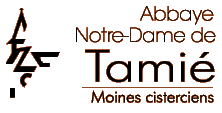 Abbaye
Notre-Dame de
Tamié
Moines cisterciens